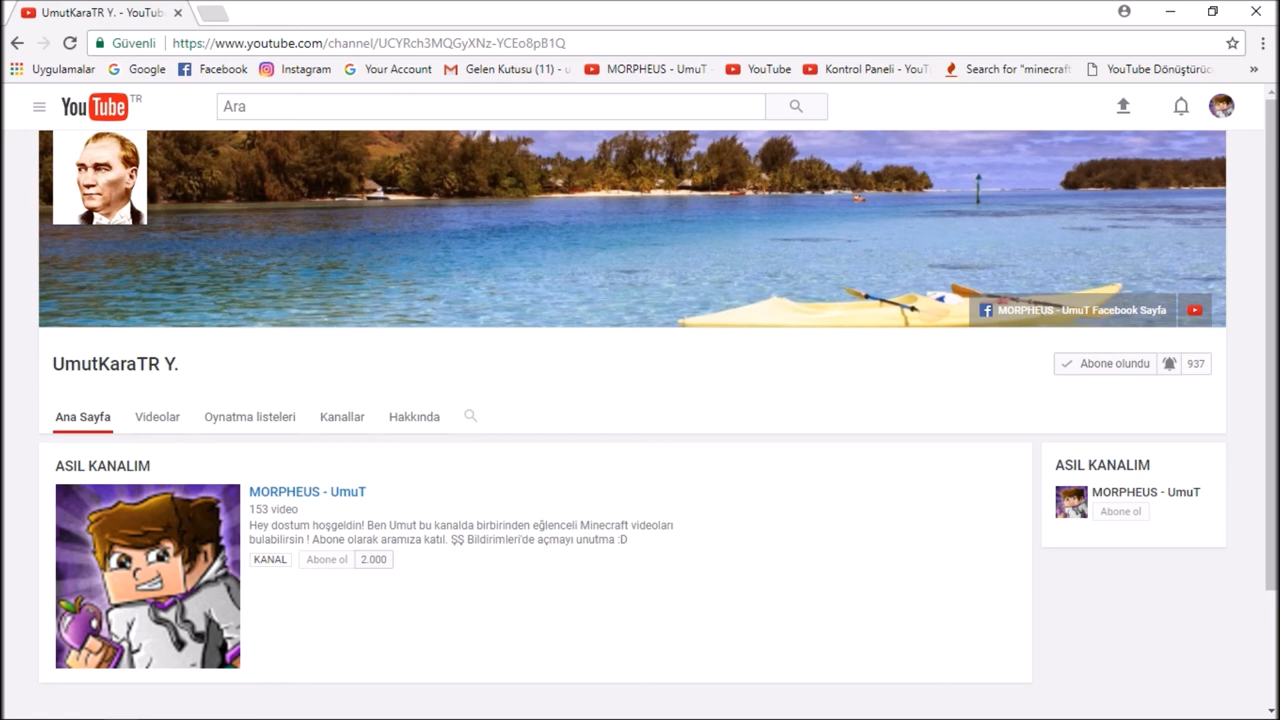 UmutKaraTR Y. - YouTub
Güvenli
https://www.youtube.com/channel/UCYRch3MQGyXNz-YCEo8pB1Q
Uygulamalar
Google
Facebook
Instagram
Your Account
Gelen Kutusu (11) - u
MORPHEUS - UmuT
YouTube
Kontrol Paneli - YouT
Search for "minecraft
YouTube Dönüştürüc
YouTube TR
Ara
MORPHEUS - UmuT Facebook Sayfa
UmutKaraTR Y.
Abone olundu 937
Ana Sayfa Videolar Oynatma listeleri Kanallar Hakkında
ASIL KANALIM
MORPHEUS - UmuT
153 video
Hey dostum hoşgeldin! Ben Umut bu kanalda birbirinden eğlenceli Minecraft videoları
bulabilirsin ! Abone olarak aramıza katıl. ŞŞ Bildirimleri'de açmayı unutma :D
KANAL Abone ol 2.000
ASIL KANALIM
MORPHEUS - UmuT
Abone ol